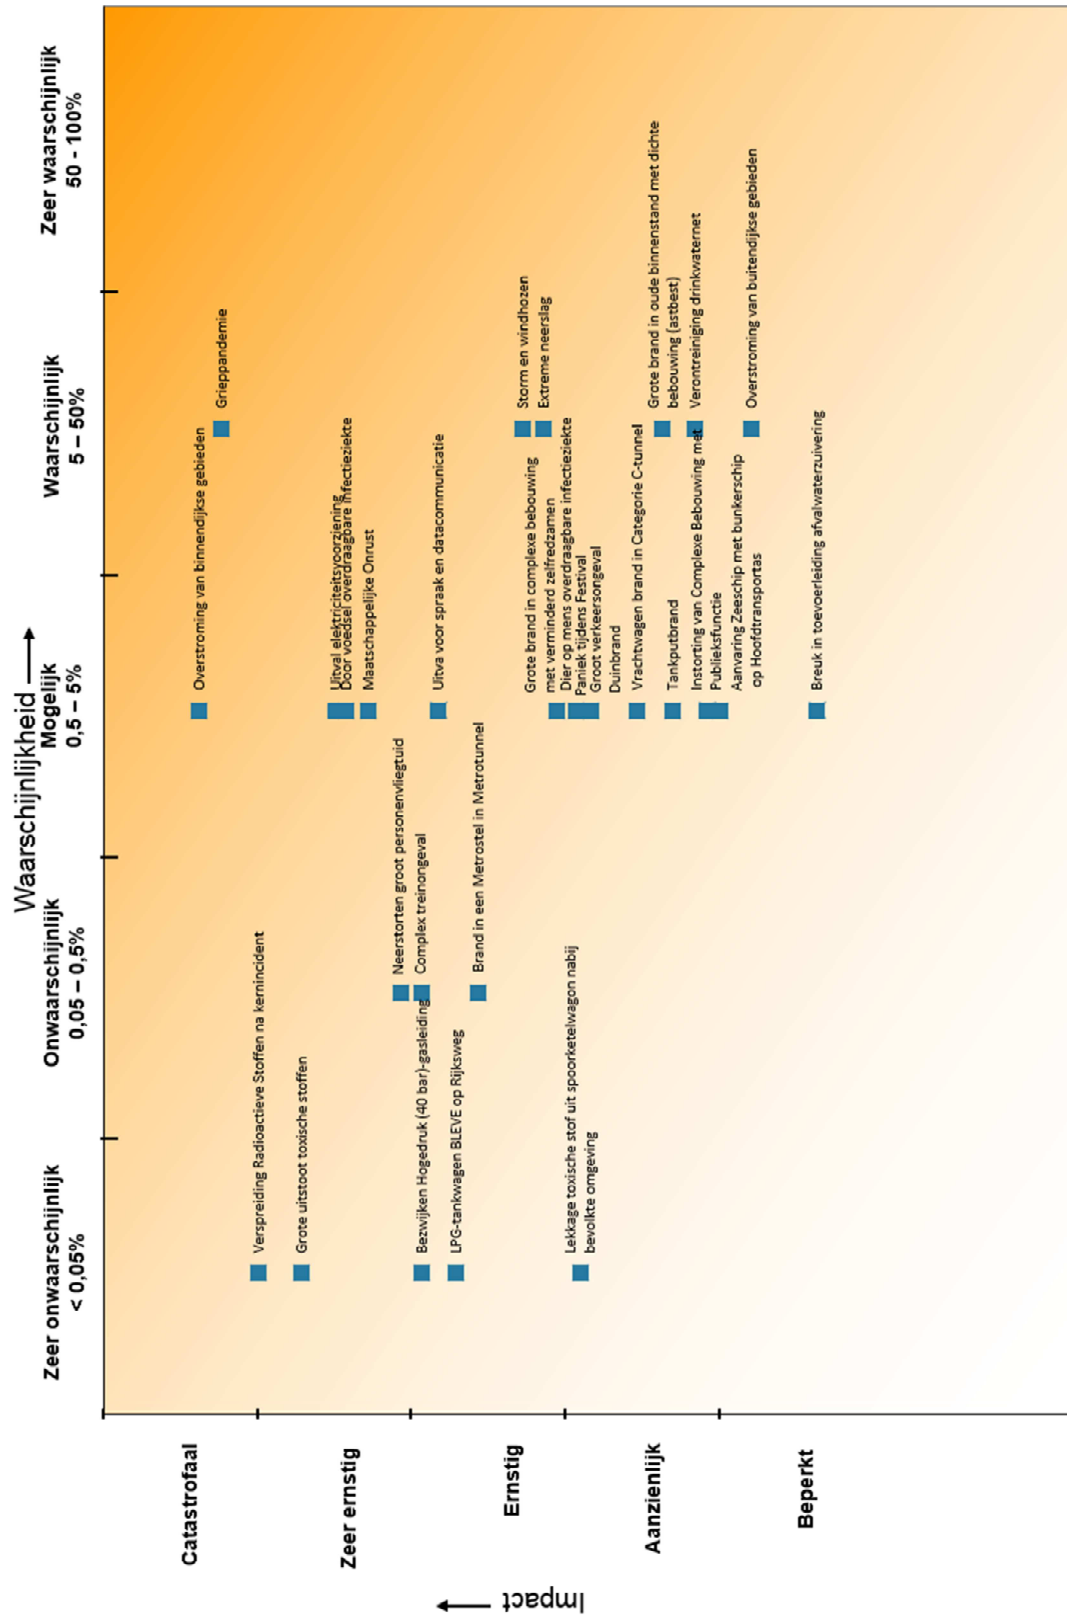 Waarschijnlijkheid
Zeer onwaarschijnlijk
< 0,05%
Onwaarschijnlijk
0,05 – 0,5%
Mogelijk
0,5 – 5%
Waarschijnlijk
5 – 50%
Zeer waarschijnlijk
50 - 100%
Impact
Catastrofaal
Zeer ernstig
Ernstig
Aanzienlijk
Beperkt
Overstroming van binnendijkse gebieden
Grieppandemie
Verspreiding Radioactieve Stoffen na kernincident
Grote uitstoot toxische stoffen
Uitval elektriciteitsvoorziening
Door voedsel overdraagbare infectieziekte
Maatschappelijke Onrust
Neerstorten groot personenvliegtuid
Complex treinongeval
Bezwijken Hogedruk (40 bar)-gasleiding
Uitva voor spraak en datacommunicatie
LPG-tankwagen BLEVE op Rijksweg
Brand in een Metrostel in Metrotunnel
Storm en windhozen
Extreme neerslag
Grote brand in complexe bebouwing
met verminderd zelfredzamen
Dier op mens overdraagbare infectieziekte
Paniek tijdens Festival
Groot verkeersongeval
Duinbrand
Lekkage toxische stof uit spoorketelwagon nabij
bevolkte omgeving
Vrachtwagen brand in Categorie C-tunnel
Grote brand in oude binnenstand met dichte
bebouwing (astbest)
Tankputbrand
Verontreiniging drinkwaternet
Instorting van Complexe Bebouwing met
Publieksfunctie
Aanvaring Zeeschip met bunkerschip
op Hoofdtransportas
Overstroming van buitendijkse gebieden
Breuk in toevoerleiding afvalwaterzuivering